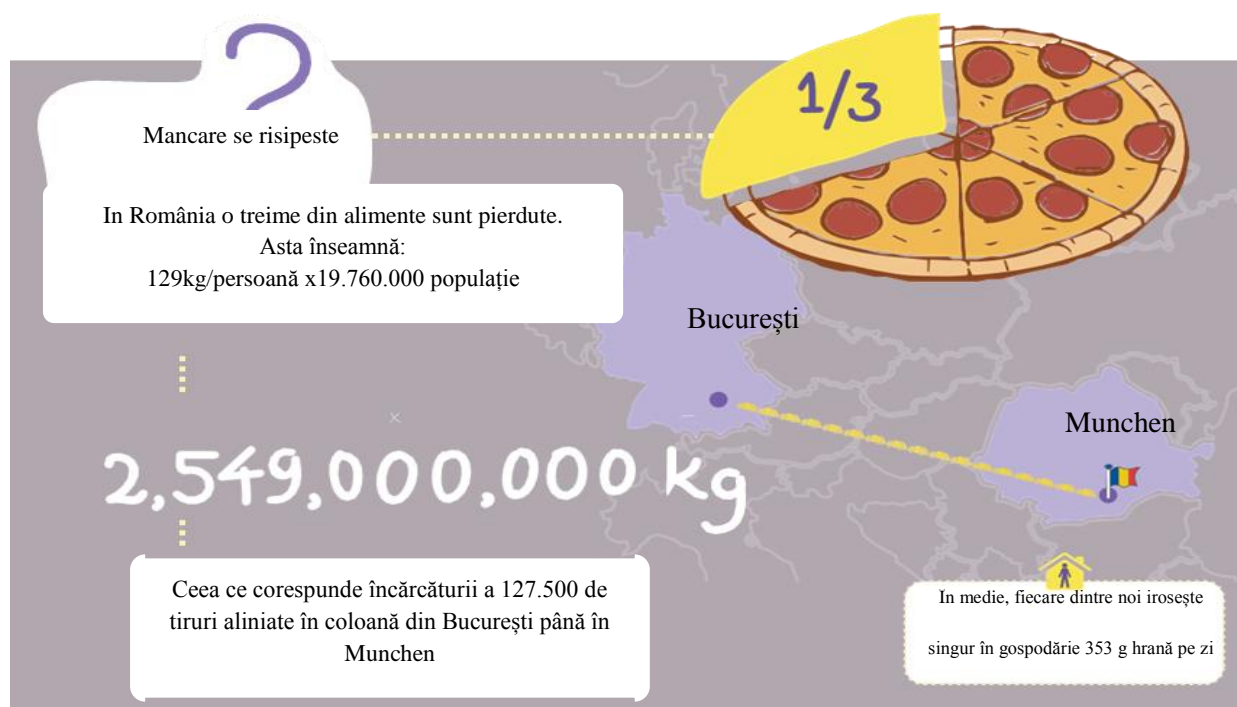 Mancare se risipeste
1/3
In România o treime din alimente sunt pierdute.
Asta înseamnă:
129kg/persoană x19.760.000 populație
București
Munchen
2,549,000,000 kg
Ceea ce corespunde încărcăturii a 127.500 de
tiruri aliniate în coloană din București până în
Munchen
In medie, fiecare dintre noi irosește
singur în gospodărie 353 g hrană pe zi